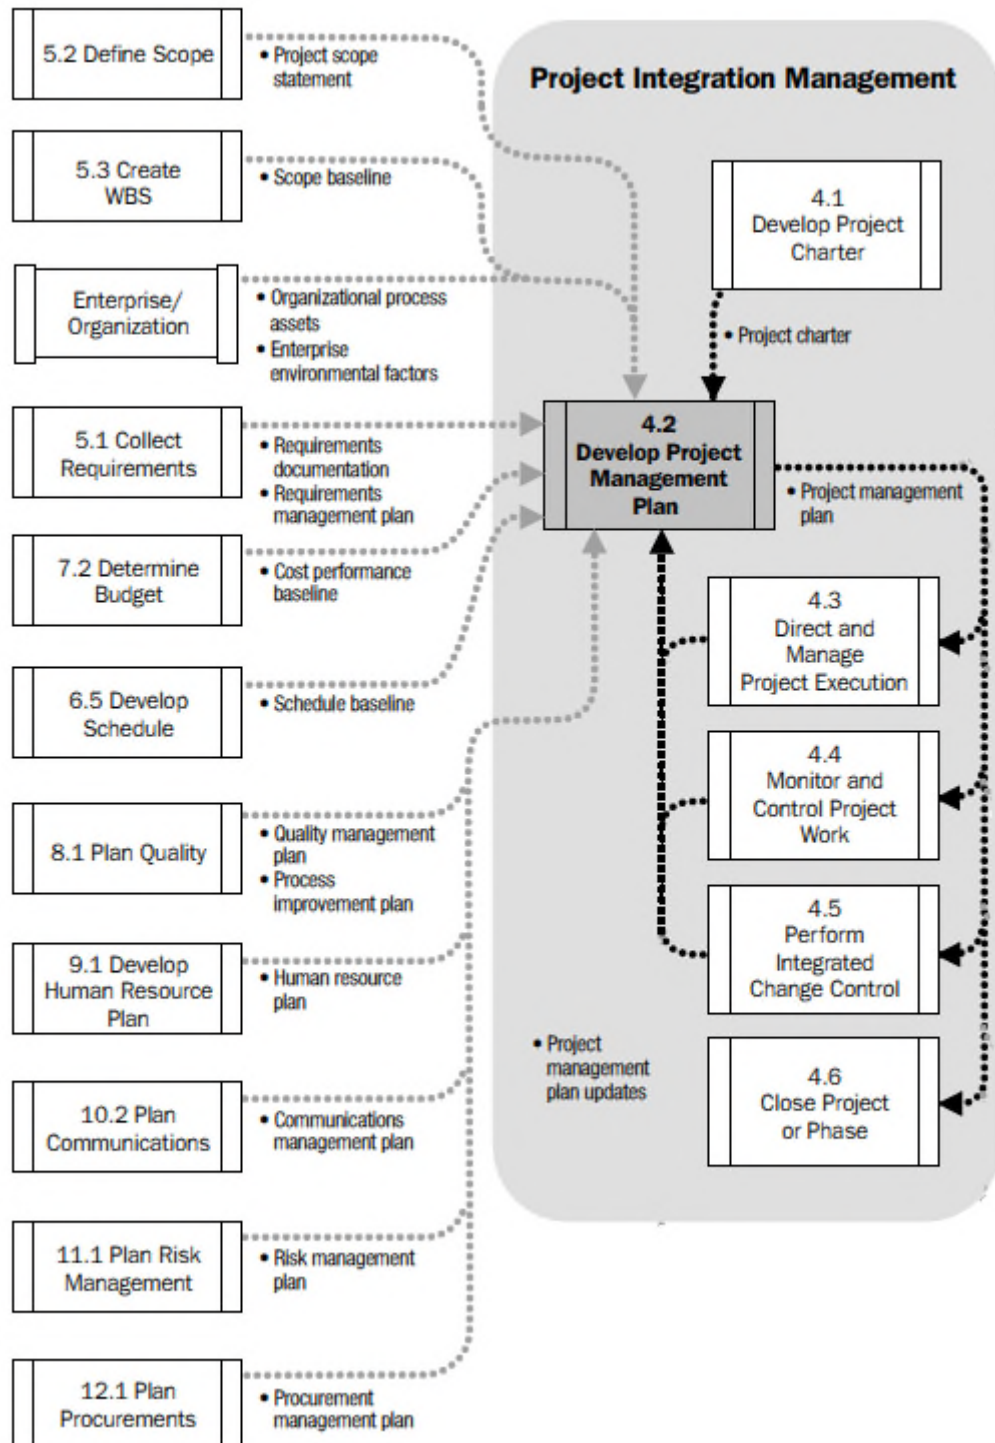 5.2 Define Scope
• Project scope
statement
5.3 Create
WBS
• Scope baseline
Enterprise/
Organization
• Organizational process
assets
• Enterprise
environmental factors
5.1 Collect
Requirements
• Requirements
documentation
• Requirements
management plan
7.2 Determine
Budget
• Cost performance
baseline
6.5 Develop
Schedule
• Schedule baseline
8.1 Plan Quality
• Quality management
plan
• Process
improvement plan
9.1 Develop
Human Resource
Plan
• Human resource
plan
10.2 Plan
Communications
• Communications
management plan
11.1 Plan Risk
Management
• Risk management
plan
12.1 Plan
Procurements
• Procurement
management plan
Project Integration Management
4.1
Develop Project
Charter
• Project charter
4.2
Develop Project
Management
Plan
• Project management
plan
4.3
Direct and
Manage
Project Execution
4.4
Monitor and
Control Project
Work
4.5
Perform
Integrated
Change Control
• Project
management
plan updates
4.6
Close Project
or Phase